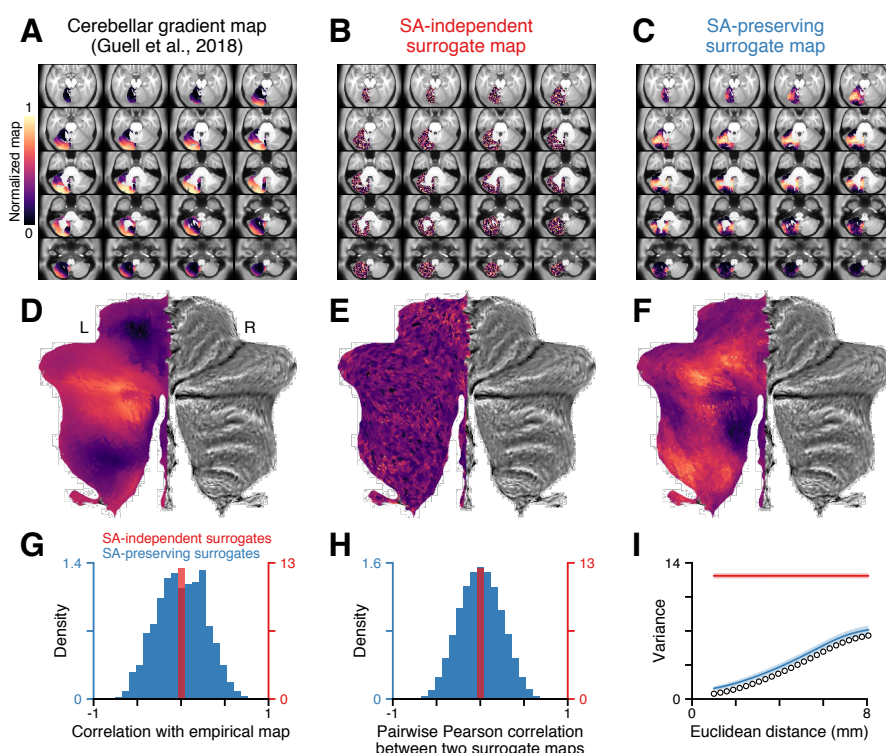 A
Cerebellar gradient map
(Guell et al., 2018)
B
SA-independent
surrogate map
C
SA-preserving
surrogate map
1
Normalized map
0
D
L
R
E
F
G
SA-independent surrogates
SA-preserving surrogates
1.4
13
Density
0
0
-1
1
Correlation with empirical map
H
1.6
13
Density
0
0
-1
1
Pairwise Pearson correlation
between two surrogate maps
I
14
Variance
0
0
8
Euclidean distance (mm)